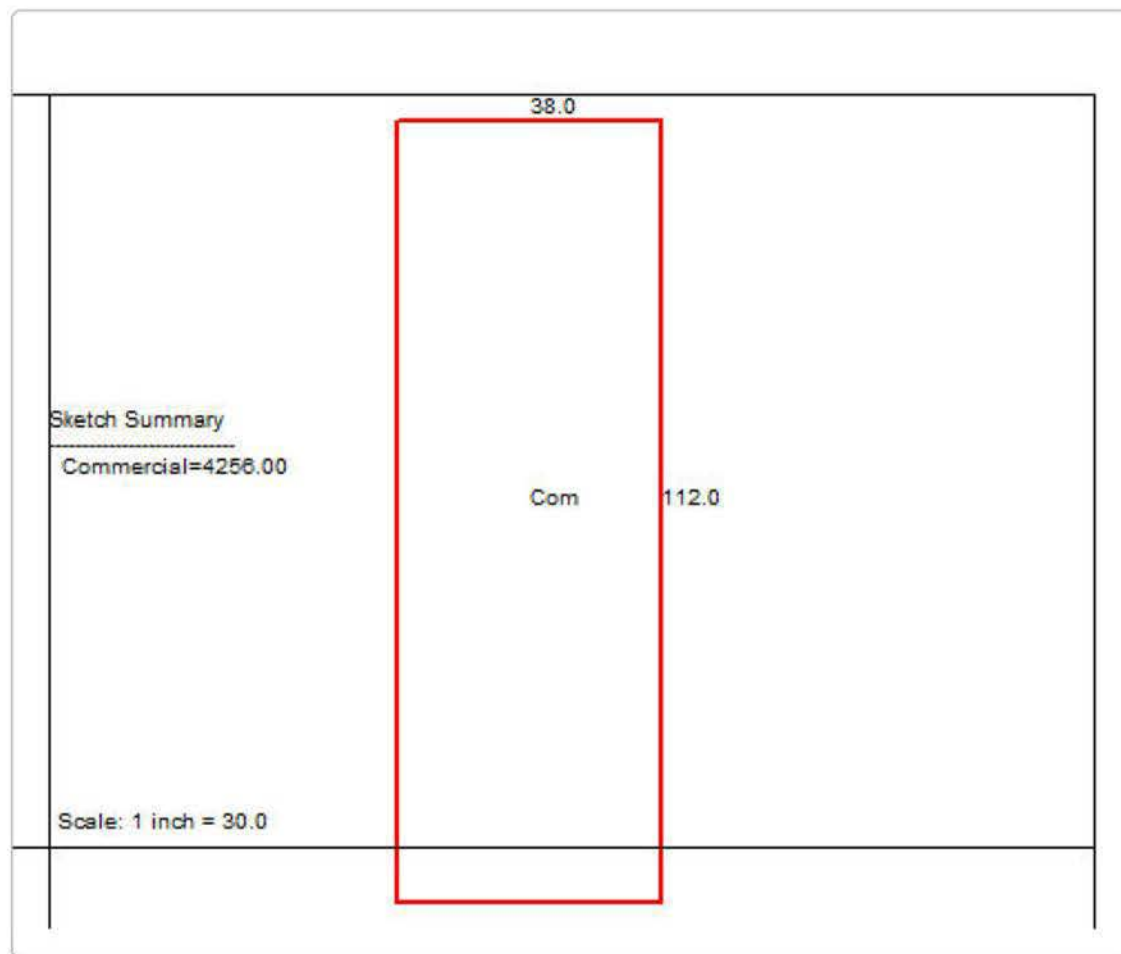 38.0
Sketch Summary
Commercial=4256.00
Com
112.0
Scale: 1 inch = 30.0